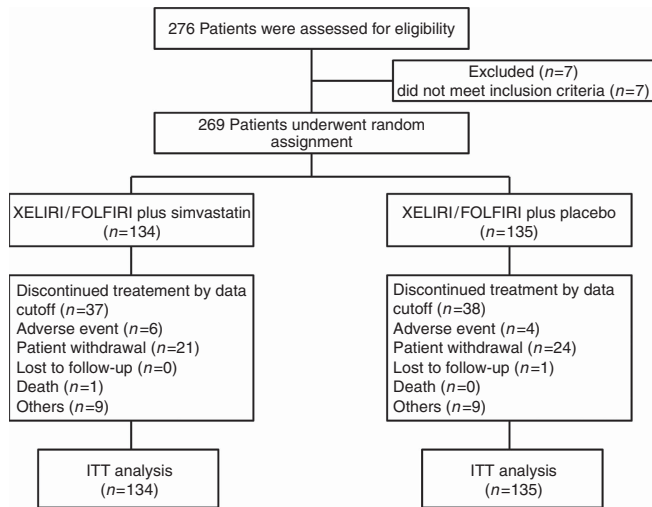 276 Patients were assessed for eligibility
Excluded (n=7)
did not meet inclusion criteria (n=7)
269 Patients underwent random
assignment
XELIRI/FOLFIRI plus simvastatin
(n=134)
XELIRI/FOLFIRI plus placebo
(n=135)
Discontinued treatement by data
cutoff (n=37)
Adverse event (n=6)
Patient withdrawal (n=21)
Lost to follow-up (n=0)
Death (n=1)
Others (n=9)
Discontinued treatment by data
cutoff (n=38)
Adverse event (n=4)
Patient withdrawal (n=24)
Lost to follow-up (n=1)
Death (n=0)
Others (n=9)
ITT analysis
(n=134)
ITT analysis
(n=135)